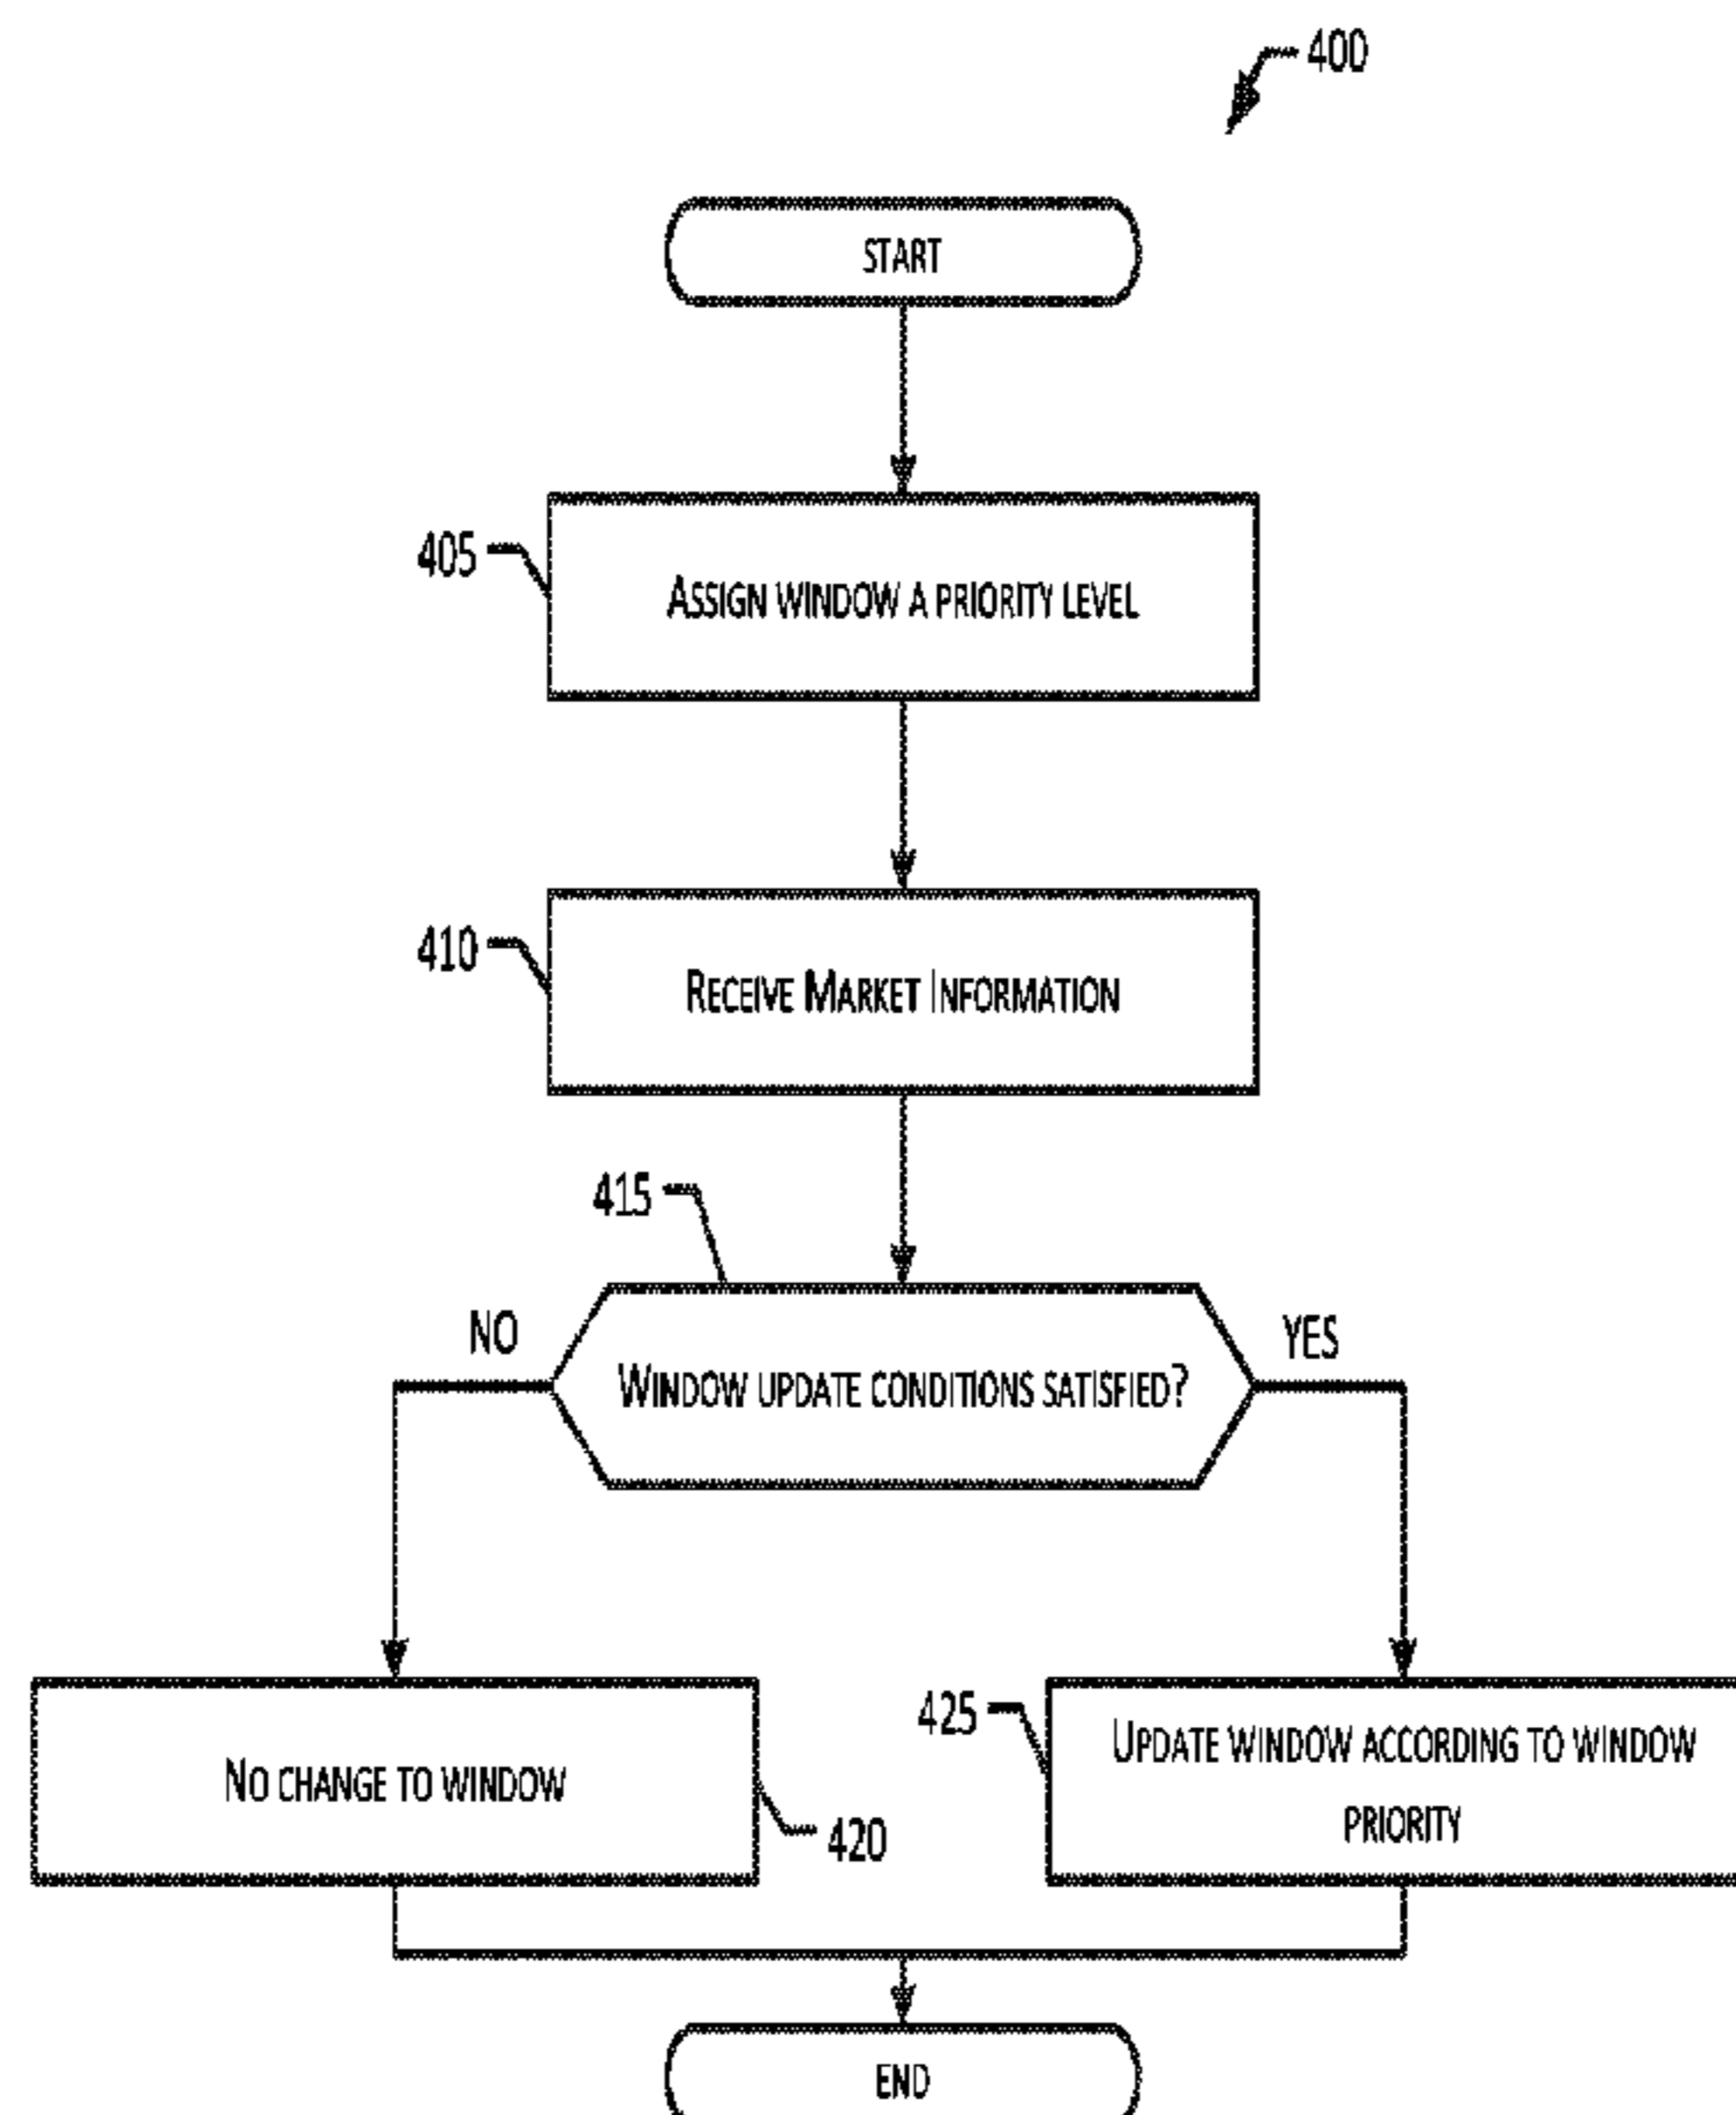 400
START
405
ASSIGN WINDOW A PRIORITY LEVEL
410
RECEIVE MARKET INFORMATION
415
NO
YES
WINDOW UPDATE CONDITIONS SATISFIED?
425
UPDATE WINDOW ACCORDING TO WINDOW
PRIORITY
NO CHANGE TO WINDOW
420
END